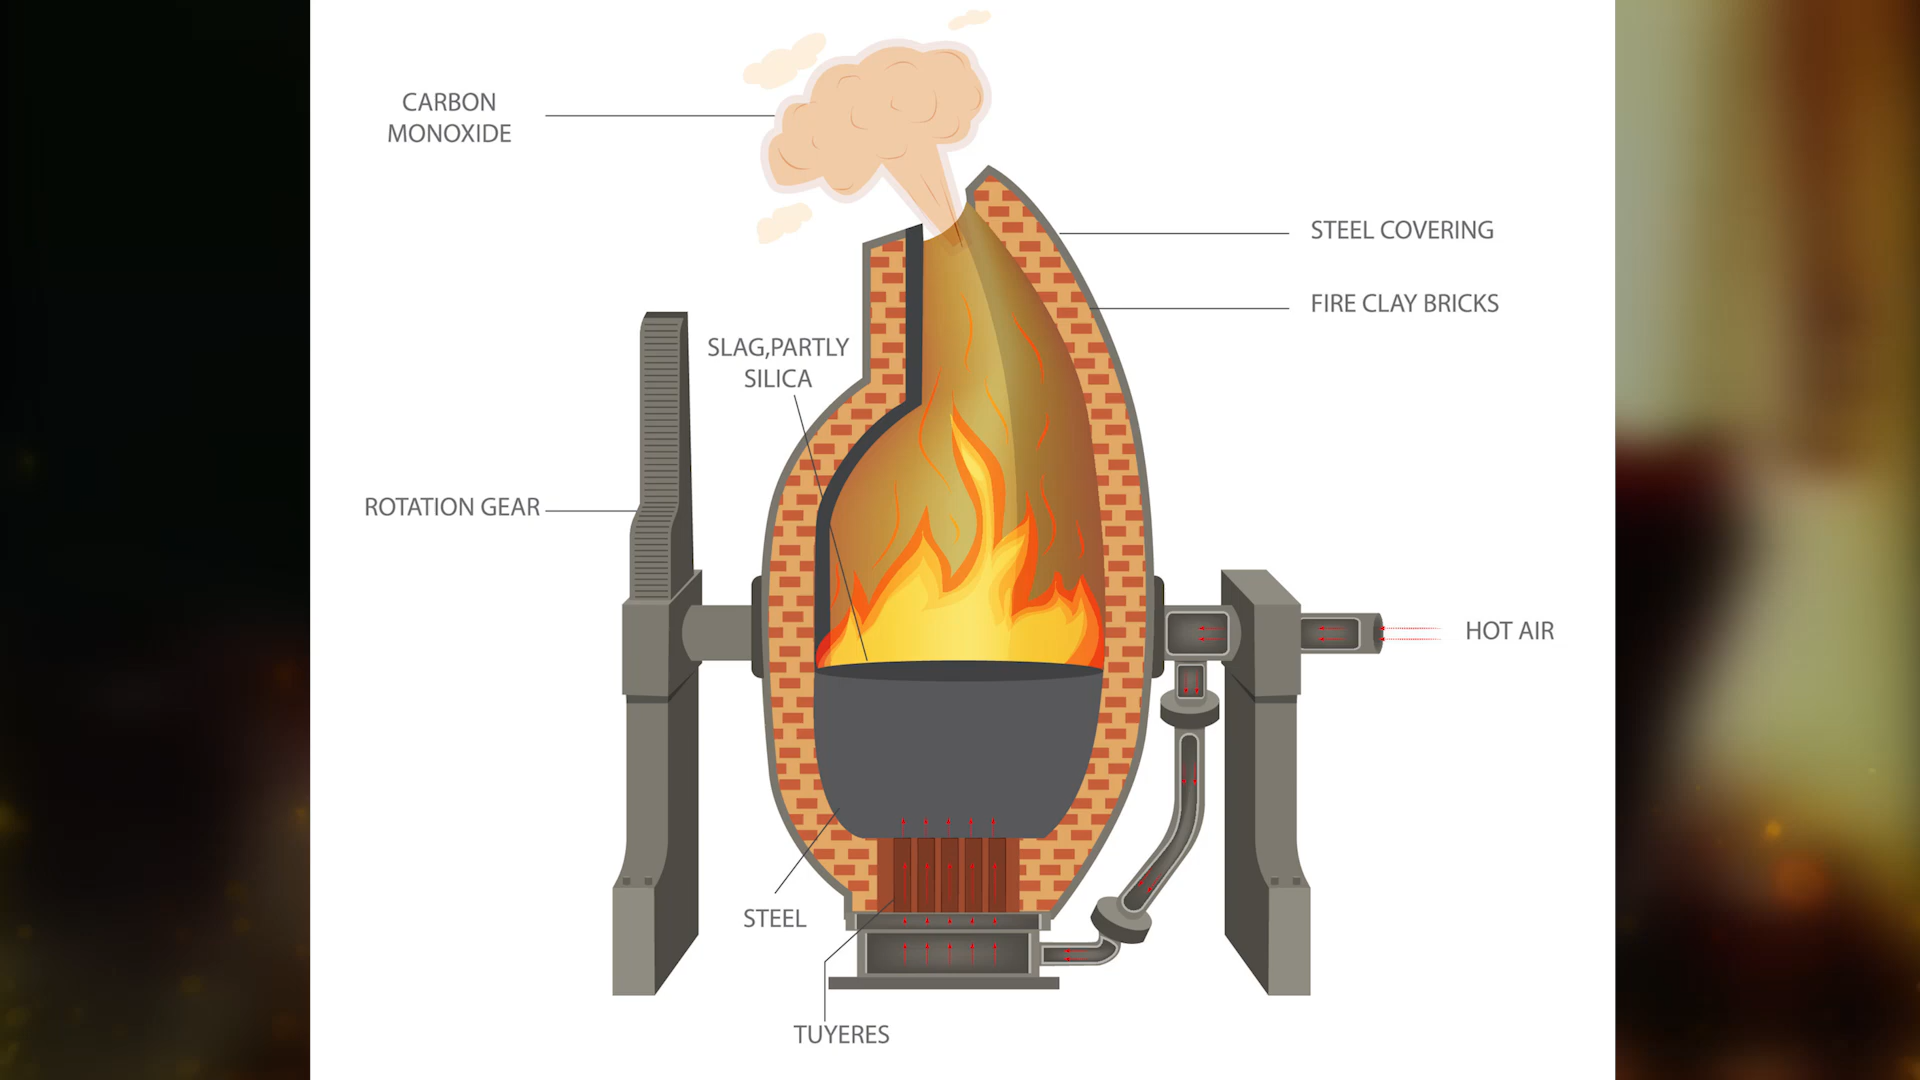 CARBON
MONOXIDE
STEEL COVERING
FIRE CLAY BRICKS
SLAG,PARTLY
SILICA
ROTATION GEAR
HOT AIR
STEEL
TUYERES